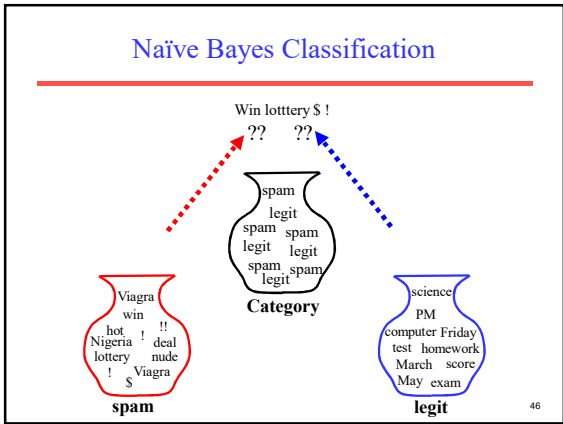 Naïve Bayes Classification
Win lotttery $ !
?? ??
spam
legit
spam spam
legit legit
spam spam
legit
Category
Viagra
win
hot ! !!
Nigeria deal
lottery nude
! Viagra
$
spam
science
PM
computer Friday
test homework
March score
May exam
legit
46